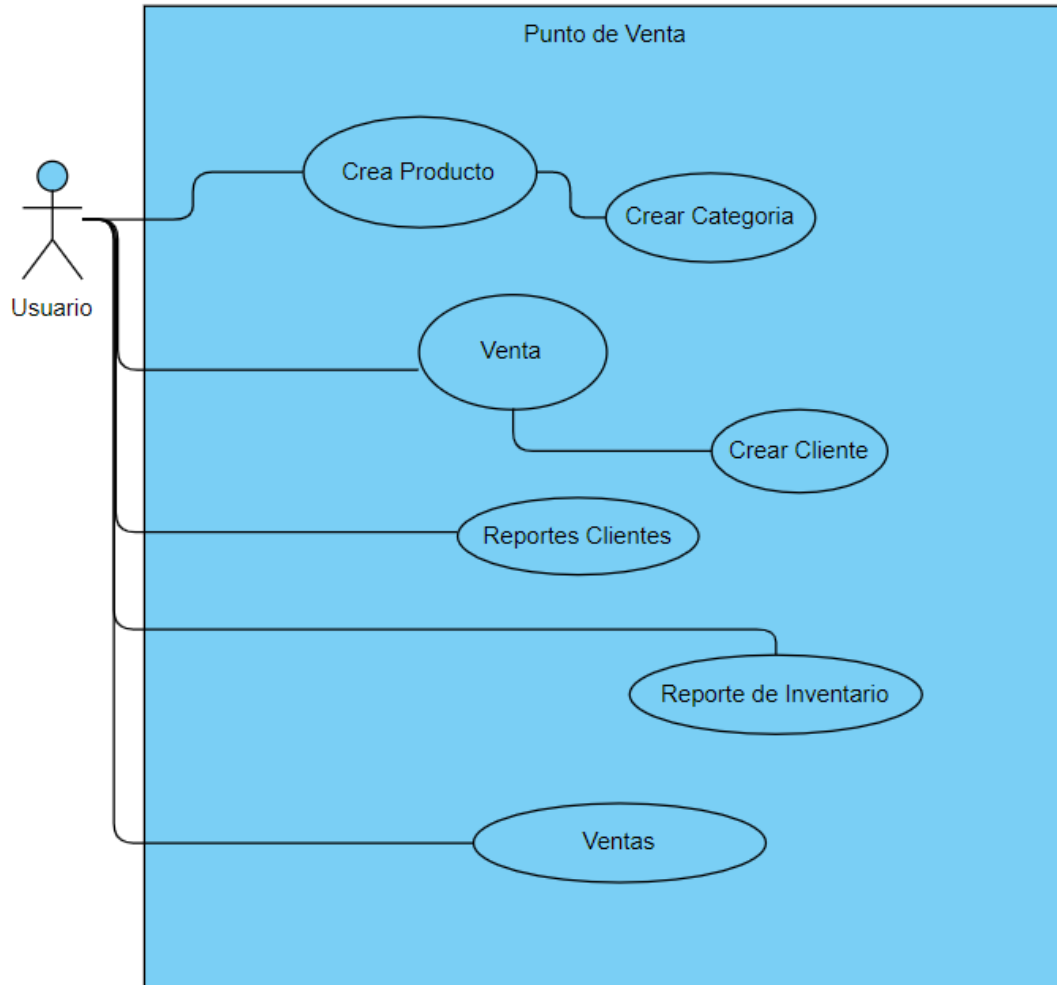 Punto de Venta
Crea Producto
Crear Categoria
Usuario
Venta
Crear Cliente
Reportes Clientes
Reporte de Inventario
Ventas